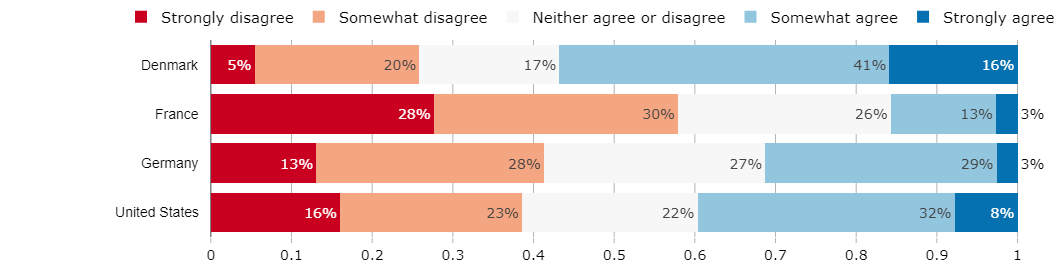 Strongly disagree Somewhat disagree Neither agree or disagree Somewhat agree Strongly agree
Denmark 5% 20% 17% 41% 16%
France 28% 30% 26% 13% 3%
Germany 13% 28% 27% 29% 3%
United States 16% 23% 22% 32% 8%
0 0.1 0.2 0.3 0.4 0.5 0.6 0.7 0.8 0.9 1